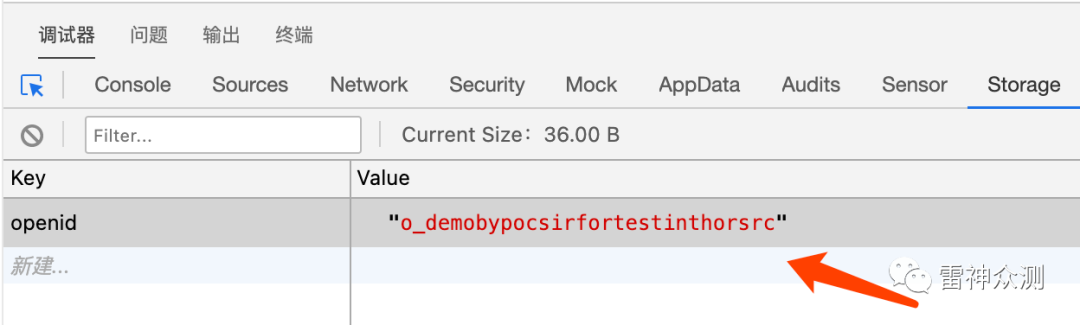 调试器 问题 输出 终端
Console Sources Network Security Mock AppData Audits Sensor Storage
Filter... Current Size：36.00 B
Key Value
openid "o_demobypocsirfortestinthorsrc"
新建...
雷神众测